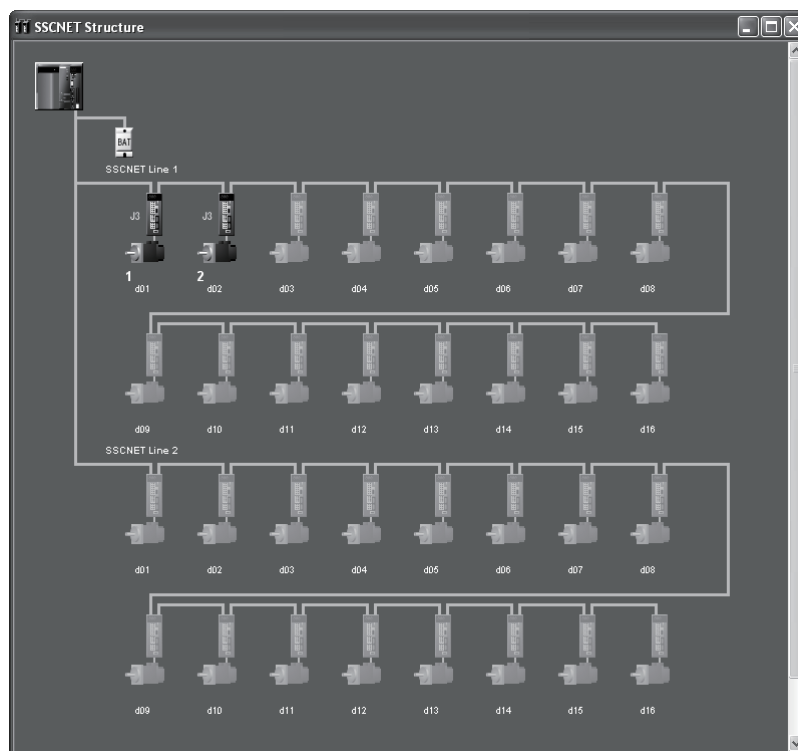 SSCNET Structure
BAT
SSCNET Line 1
J3 J3
1 2
d01 d02 d03 d04 d05 d06 d07 d08
d09 d10 d11 d12 d13 d14 d15 d16
SSCNET Line 2
d01 d02 d03 d04 d05 d06 d07 d08
d09 d10 d11 d12 d13 d14 d15 d16